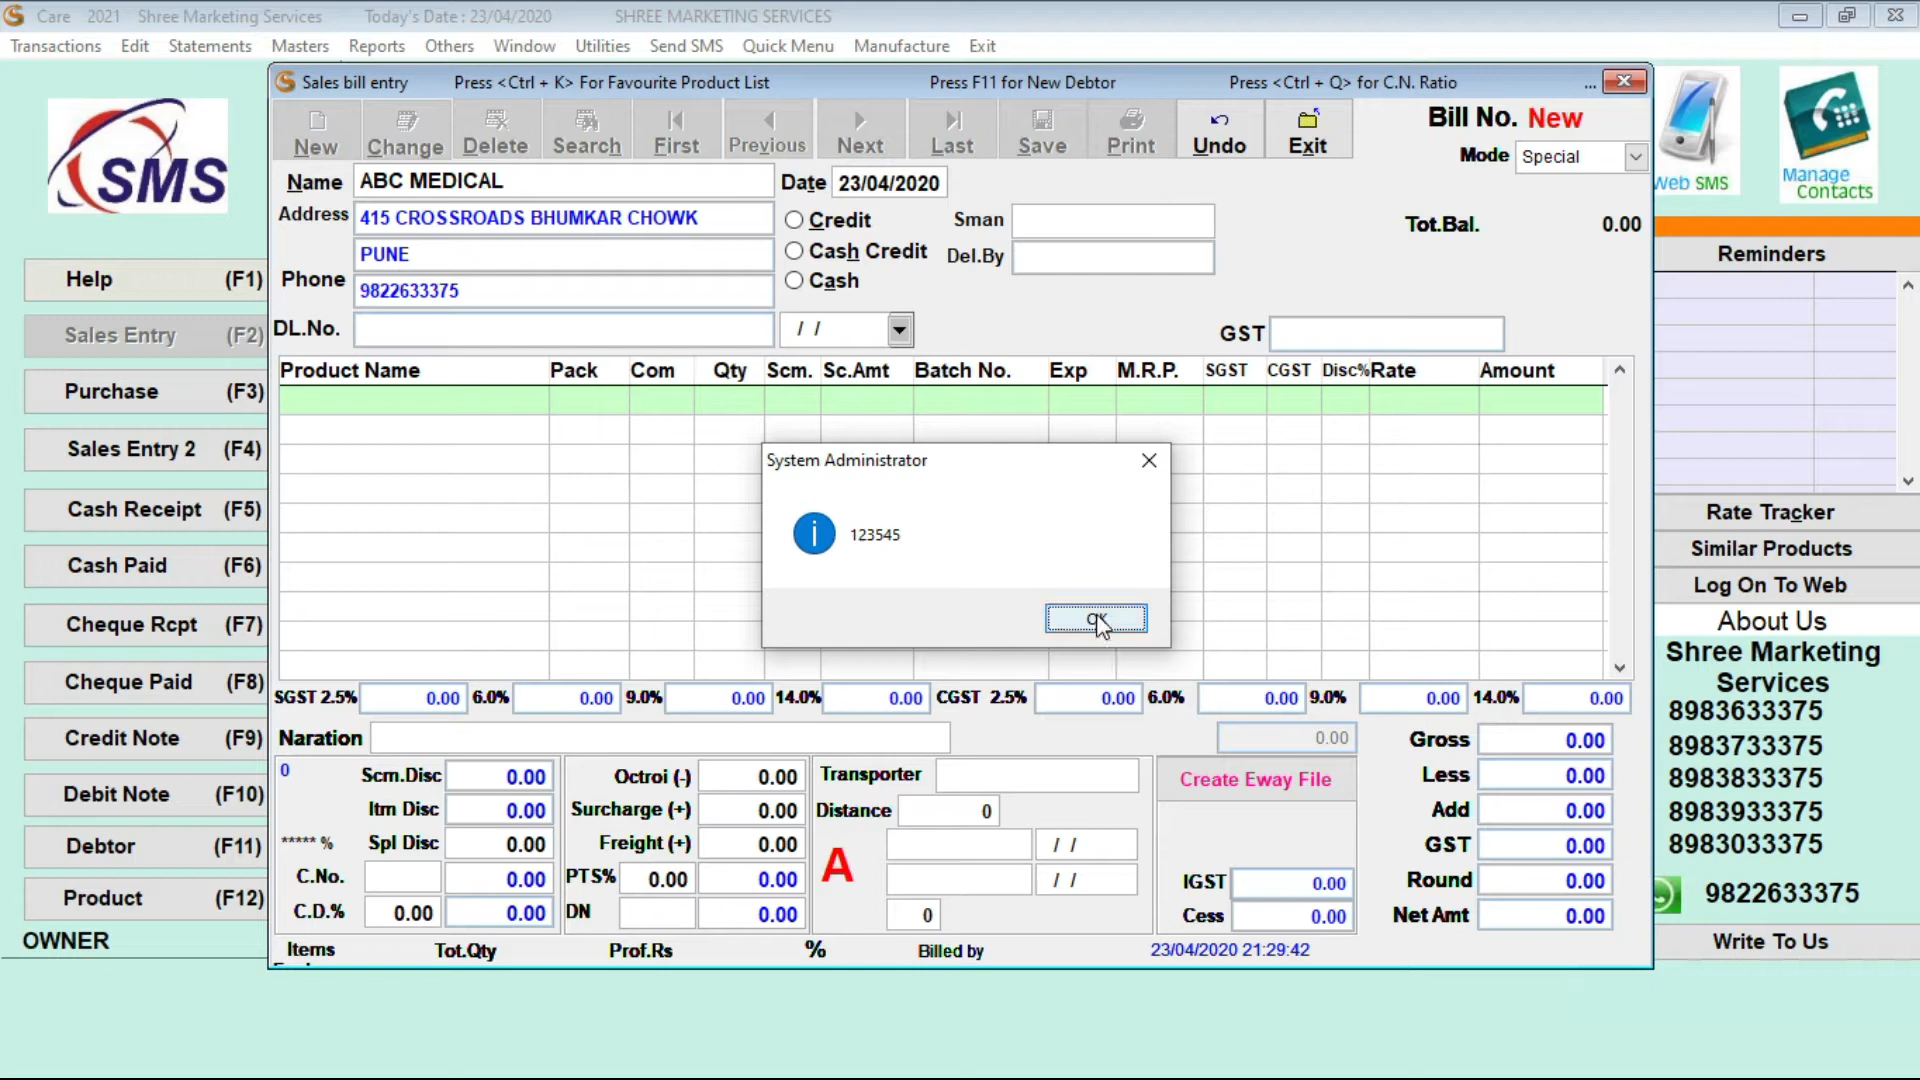 Care 2021 Shree Marketing Services Today's Date : 23/04/2020 SHREE MARKETING SERVICES
Transactions Edit Statements Masters Reports Others Window Utilities Send SMS Quick Menu Manufacture Exit
Sales bill entry Press <Ctrl + K> For Favourite Product List Press F11 for New Debtor Press <Ctrl + Q> for C.N. Ratio ...
New Change Delete Search First Previous Next Last Save Print Undo Exit
Bill No. New
Mode Special
SMS
Name ABC MEDICAL Date 23/04/2020
Address 415 CROSSROADS BHUMKAR CHOWK
PUNE
Phone 9822633375
DL.No. / /
Credit
Cash Credit
Cash
Sman
Del.By
Tot.Bal. 0.00
GST
Web SMS
Manage
Contacts
Reminders
Help (F1)
Sales Entry (F2)
Purchase (F3)
Sales Entry 2 (F4)
Cash Receipt (F5)
Cash Paid (F6)
Cheque Rcpt (F7)
Cheque Paid (F8)
Credit Note (F9)
Debit Note (F10)
Debtor (F11)
Product (F12)
OWNER
Product Name Pack Com Qty Scm. Sc.Amt Batch No. Exp M.R.P. SGST CGST Disc% Rate Amount
System Administrator
123545
OK
SGST 2.5% 0.00 6.0% 0.00 9.0% 0.00 14.0% 0.00 CGST 2.5% 0.00 6.0% 0.00 9.0% 0.00 14.0% 0.00
Naration 0.00
0 Scm.Disc 0.00
Itm Disc 0.00
***** % Spl Disc 0.00
C.No. 0.00
C.D.% 0.00 0.00
Octroi (-) 0.00
Surcharge (+) 0.00
Freight (+) 0.00
PTS% 0.00 0.00
DN 0.00
Transporter
Distance 0
A / /
/ /
0
Create Eway File
IGST 0.00
Cess 0.00
Gross 0.00
Less 0.00
Add 0.00
GST 0.00
Round 0.00
Net Amt 0.00
Items Tot.Qty Prof.Rs % Billed by 23/04/2020 21:29:42
Rate Tracker
Similar Products
Log On To Web
About Us
Shree Marketing
Services
8983633375
8983733375
8983833375
8983933375
8983033375
9822633375
Write To Us